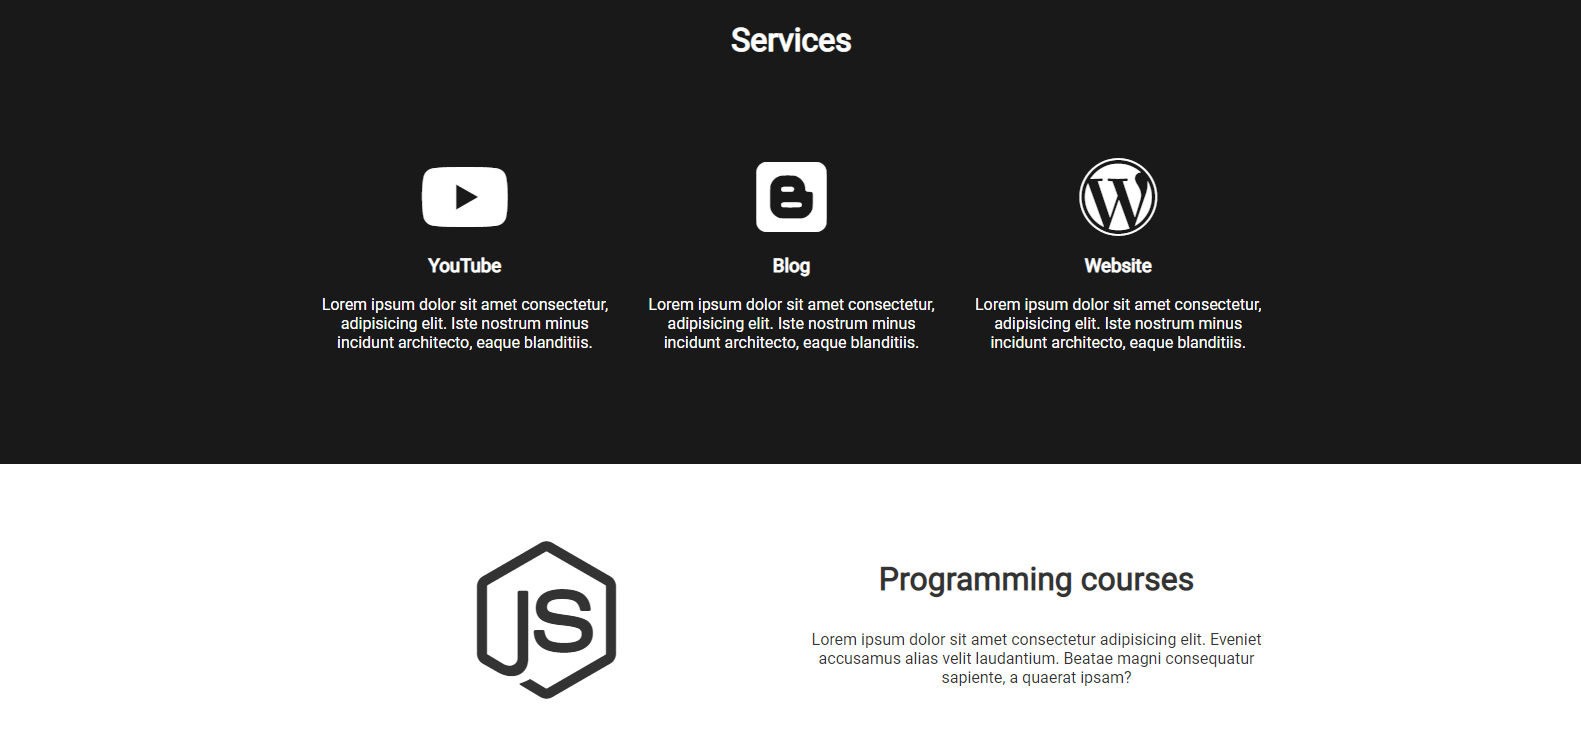 Services
YouTube
Lorem ipsum dolor sit amet consectetur,
adipisicing elit. Iste nostrum minus
incidunt architecto, eaque blanditiis.
Blog
Lorem ipsum dolor sit amet consectetur,
adipisicing elit. Iste nostrum minus
incidunt architecto, eaque blanditiis.
Website
Lorem ipsum dolor sit amet consectetur,
adipisicing elit. Iste nostrum minus
incidunt architecto, eaque blanditiis.
JS
Programming courses
Lorem ipsum dolor sit amet consectetur adipisicing elit. Eveniet
accusamus alias velit laudantium. Beatae magni consequatur
sapiente, a quaerat ipsam?